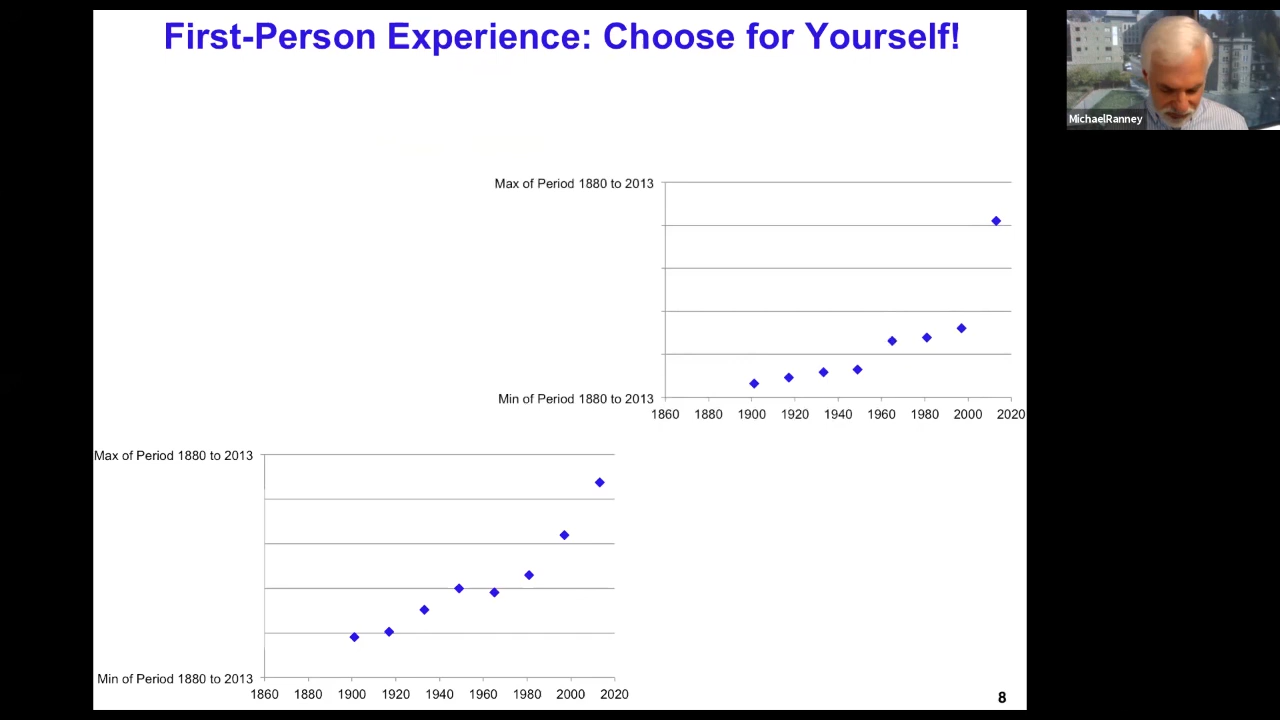 First-Person Experience: Choose for Yourself!
MichaelRanney
Max of Period 1880 to 2013
Min of Period 1880 to 2013
1860 1880 1900 1920 1940 1960 1980 2000 2020
Max of Period 1880 to 2013
Min of Period 1880 to 2013
1860 1880 1900 1920 1940 1960 1980 2000 2020
8